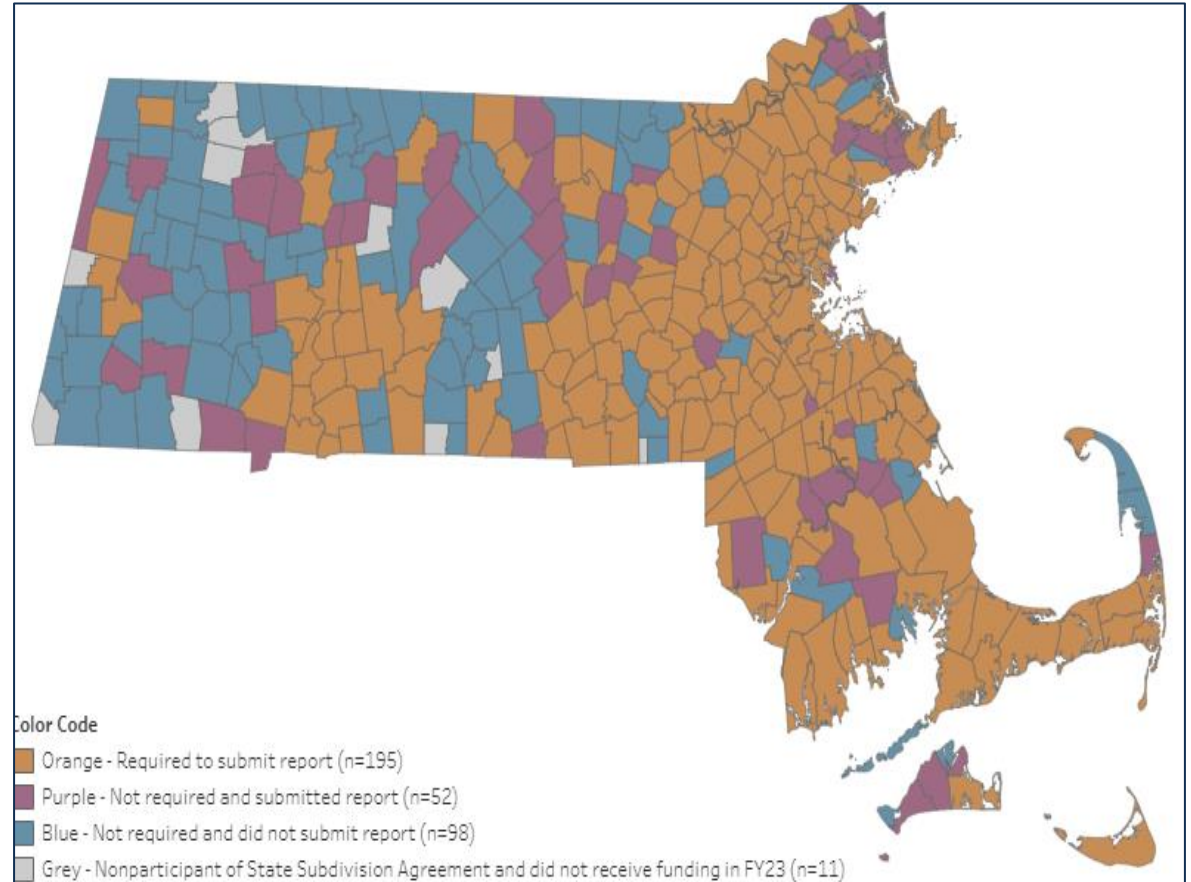 Color Code
Orange - Required to submit report (n=195)
Purple - Not required and submitted report (n=52)
Blue - Not required and did not submit report (n=98)
Grey - Nonparticipant of State Subdivision Agreement and did not receive funding in FY23 (n=11)